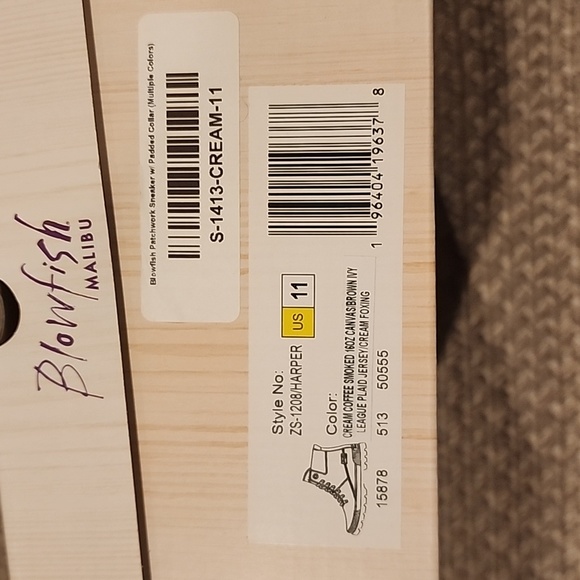 Blowfish
MALIBU
Blowfish Patchwork Sneaker w/ Padded Collar (Multiple Colors)
S-1413-CREAM-11
1 96404 19637 8
US 11
Style No:
ZS-1208/HARPER
Color:
CREAM COFFEE SMOKED 16OZ CANVAS/BROWN IVY
LEAGUE PLAID JERSEY/CREAM FOXING
15878 513 50555